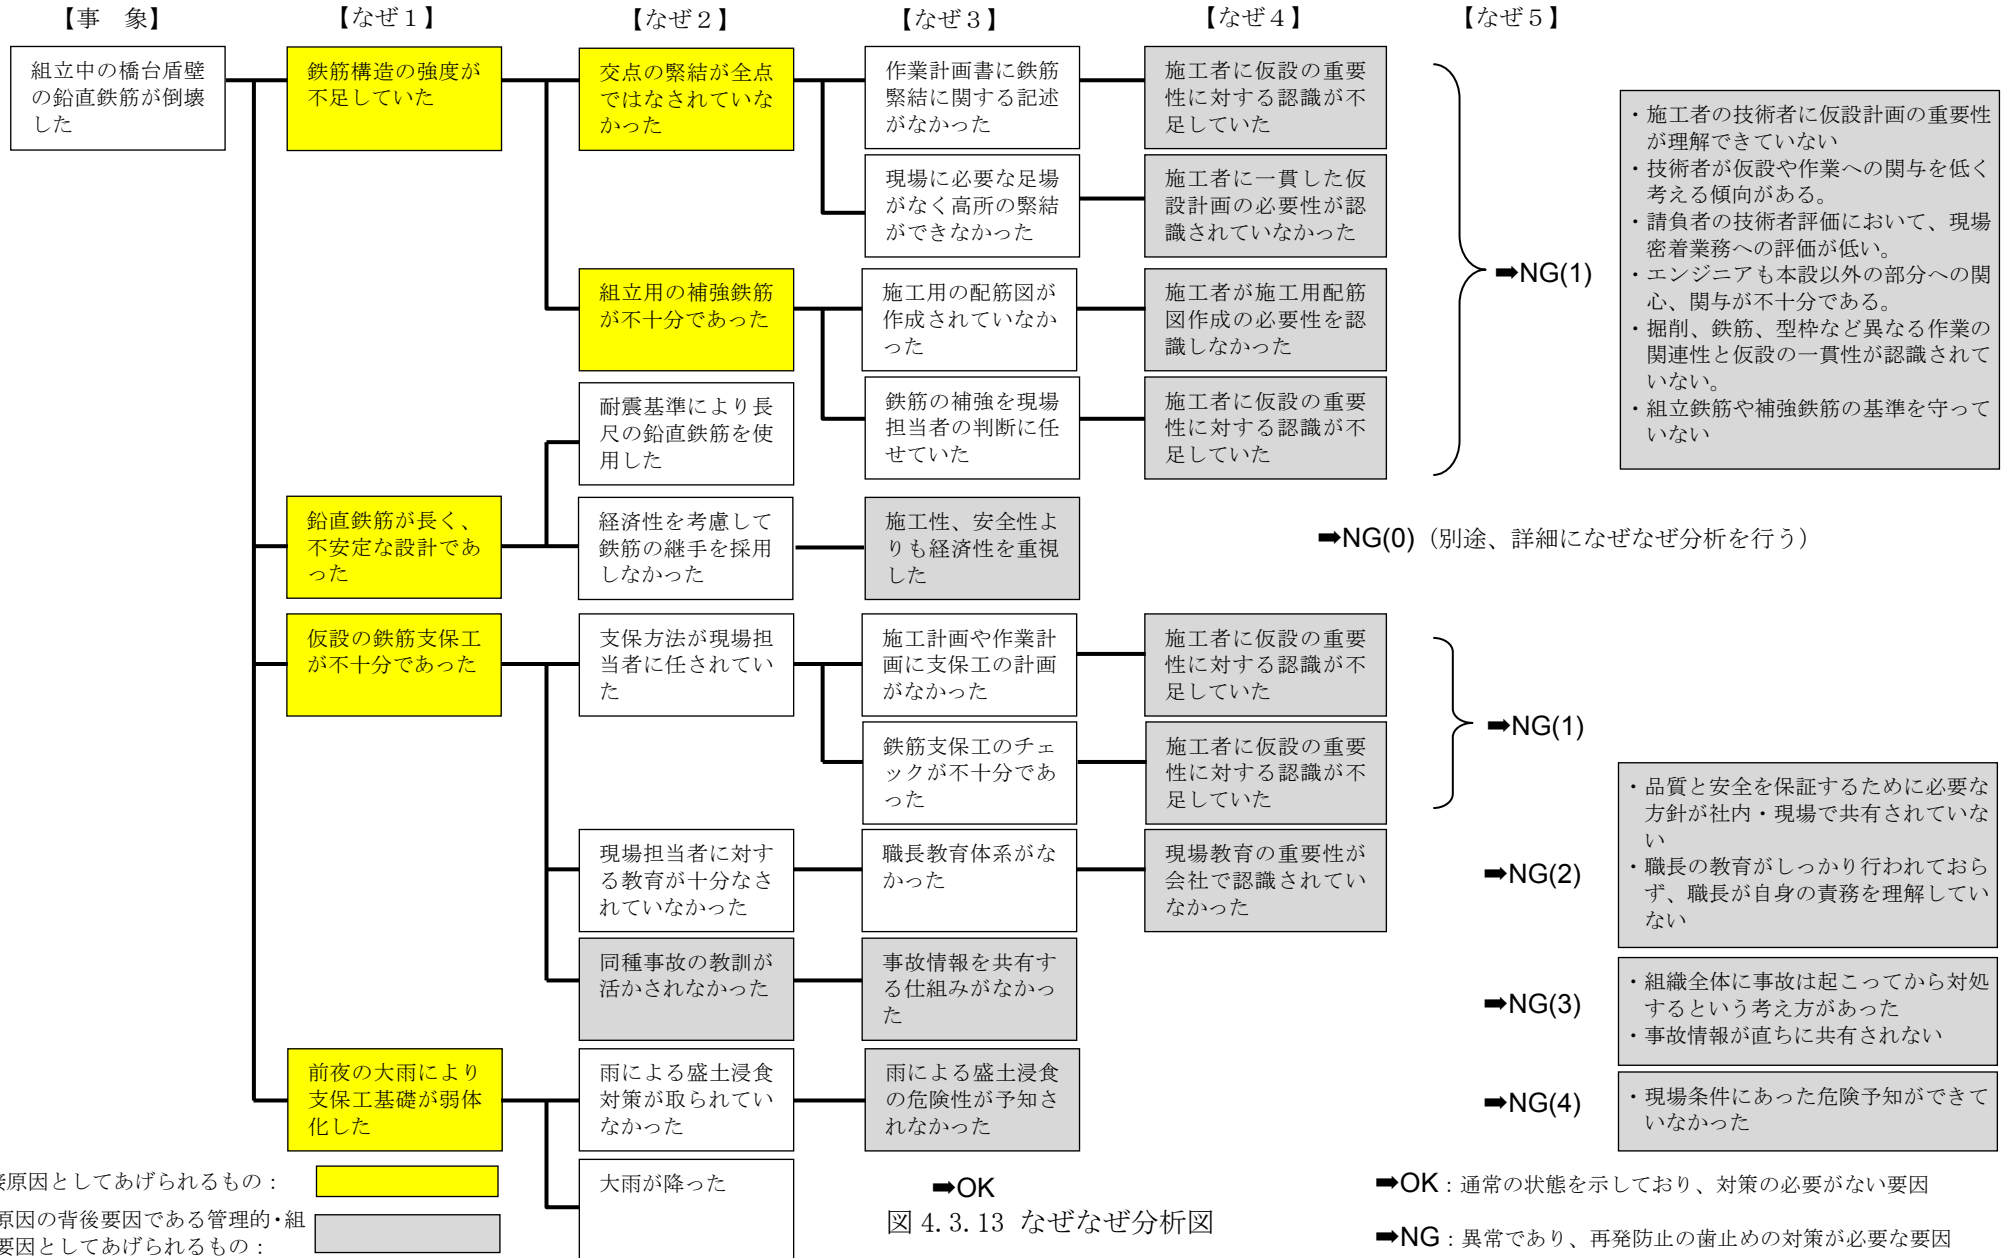 【事　象】
【なぜ１】
【なぜ２】
【なぜ３】
【なぜ４】
【なぜ５】
組立中の橋台盾壁
の鉛直鉄筋が倒壊
した
鉄筋構造の強度が
不足していた
交点の緊結が全点
ではなされていな
かった
作業計画書に鉄筋
緊結に関する記述
がなかった
施工者に仮設の重要
性に対する認識が不
足していた
現場に必要な足場
がなく高所の緊結
ができなかった
施工者に一貫した仮
設計画の必要性が認
識されていなかった
組立用の補強鉄筋
が不十分であった
施工用の配筋図が
作成されていなか
った
施工者が施工用配筋
図作成の必要性を認
識しなかった
鉄筋の補強を現場
担当者の判断に任
せていた
施工者に仮設の重要
性に対する認識が不
足していた
➡NG(1)
・施工者の技術者に仮設計画の重要性
が理解できていない
・技術者が仮設や作業への関与を低く
考える傾向がある。
・請負者の技術者評価において、現場
密着業務への評価が低い。
・エンジニアも本設以外の部分への関
心、関与が不十分である。
・掘削、鉄筋、型枠など異なる作業の
関連性と仮設の一貫性が認識されて
いない。
・組立鉄筋や補強鉄筋の基準を守って
いない
鉛直鉄筋が長く、
不安定な設計であ
った
耐震基準により長
尺の鉛直鉄筋を使
用した
経済性を考慮して
鉄筋の継手を採用
しなかった
施工性、安全性よ
りも経済性を重視
した
➡NG(0)（別途、詳細になぜなぜ分析を行う）
仮設の鉄筋支保工
が不十分であった
支保方法が現場担
当者に任されてい
た
施工計画や作業計
画に支保工の計画
がなかった
施工者に仮設の重要
性に対する認識が不
足していた
鉄筋支保工のチェ
ックが不十分であ
った
施工者に仮設の重要
性に対する認識が不
足していた
➡NG(1)
現場担当者に対す
る教育が十分なさ
れていなかった
職長教育体系がな
かった
現場教育の重要性が
会社で認識されてい
なかった
➡NG(2)
・品質と安全を保証するために必要な
方針が社内・現場で共有されていな
い
・職長の教育がしっかり行われておら
ず、職長が自身の責務を理解してい
ない
同種事故の教訓が
活かされなかった
事故情報を共有す
る仕組みがなかっ
た
➡NG(3)
・組織全体に事故は起こってから対処
するという考え方があった
・事故情報が直ちに共有されない
前夜の大雨により
支保工基礎が弱体
化した
雨による盛土浸食
対策が取られてい
なかった
雨による盛土浸食
の危険性が予知さ
れなかった
➡NG(4)
・現場条件にあった危険予知ができて
いなかった
大雨が降った
➡OK
原因としてあげられるもの：
原因の背後要因である管理的・組
要因としてあげられるもの：
図 4.3.13 なぜなぜ分析図
➡OK：通常の状態を示しており、対策の必要がない要因
➡NG：異常であり、再発防止の歯止めの対策が必要な要因